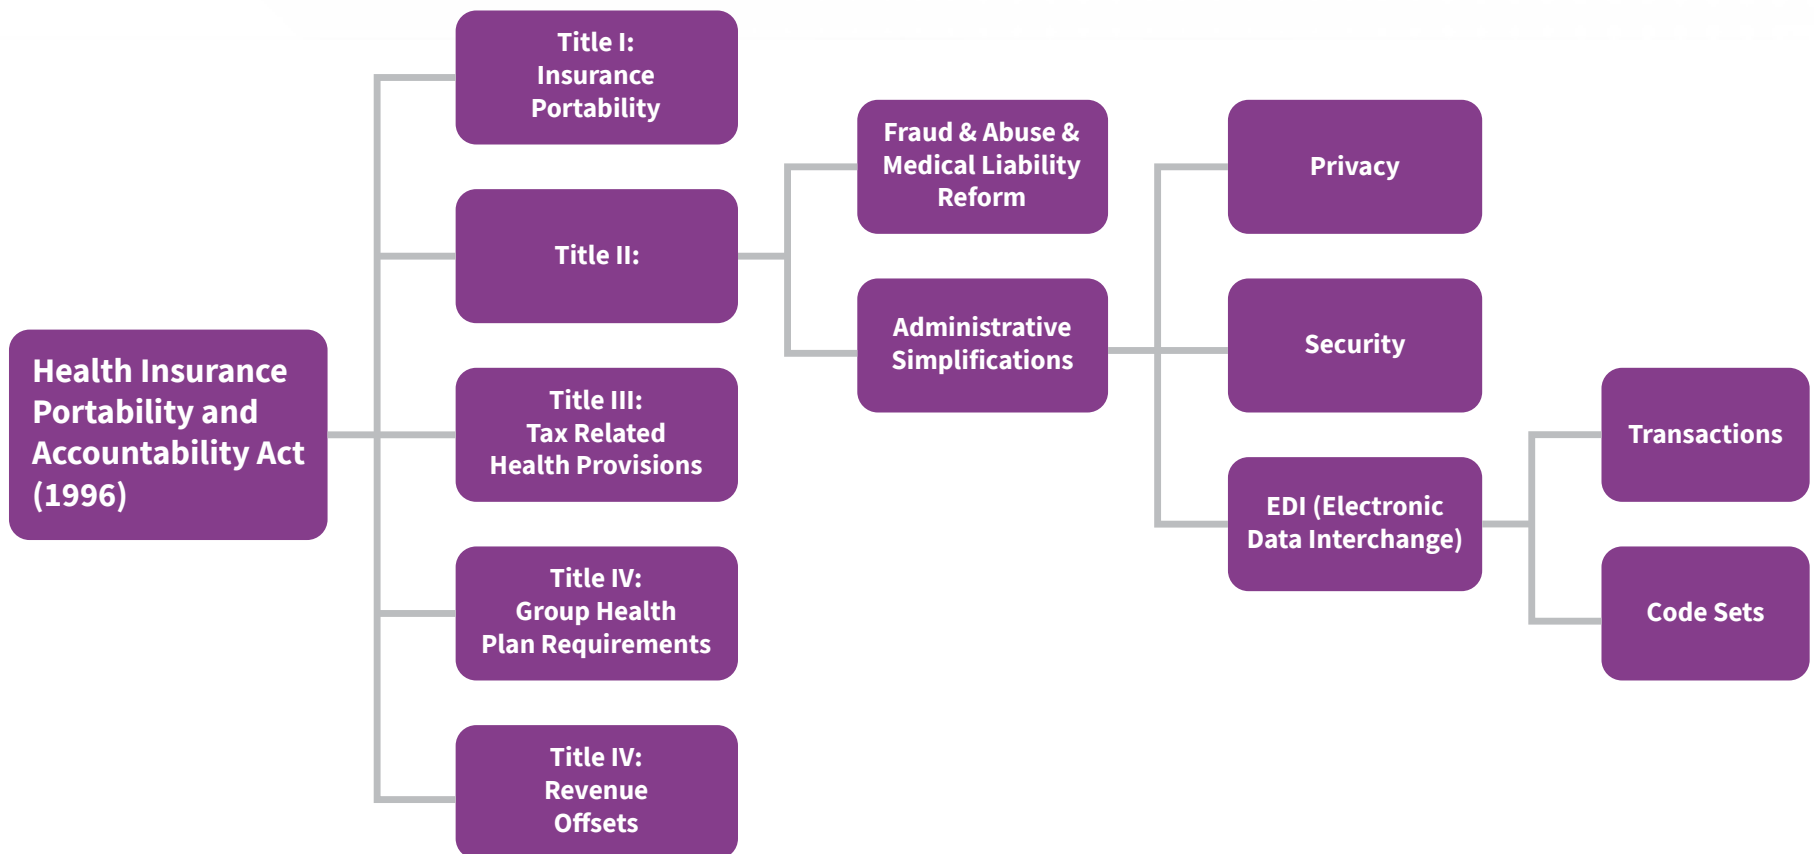 Health Insurance
Portability and
Accountability Act
(1996)
Title I:
Insurance
Portability
Title II:
Title III:
Tax Related
Health Provisions
Title IV:
Group Health
Plan Requirements
Title IV:
Revenue
Offsets
Fraud & Abuse &
Medical Liability
Reform
Administrative
Simplifications
Privacy
Security
EDI (Electronic
Data Interchange)
Transactions
Code Sets